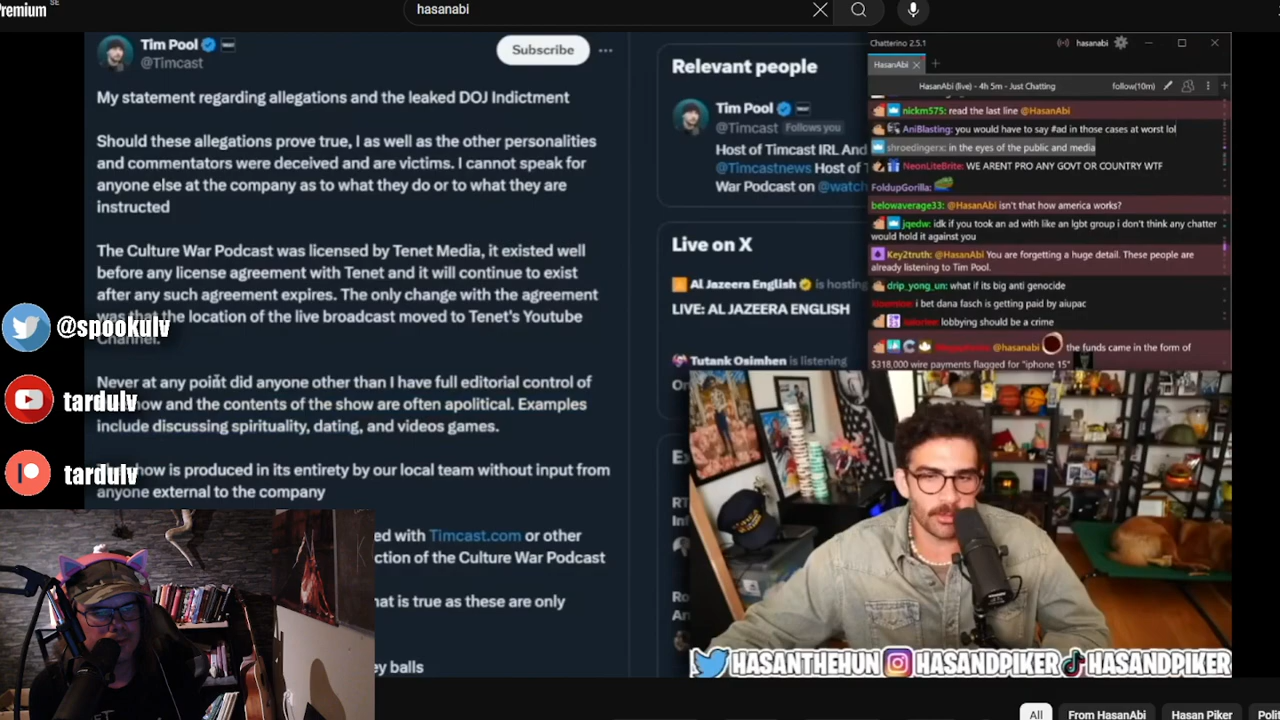 Premium
SE
hasanabi
Tim Pool
@Timcast
Subscribe
My statement regarding allegations and the leaked DOJ Indictment
Should these allegations prove true, I as well as the other personalities
and commentators were deceived and are victims. I cannot speak for
anyone else at the company as to what they do or to what they are
instructed
The Culture War Podcast was licensed by Tenet Media, it existed well
before any license agreement with Tenet and it will continue to exist
after any such agreement expires. The only change with the agreement
was that the location of the live broadcast moved to Tenet's Youtube
Channel.
Never at any point did anyone other than I have full editorial control of
how and the contents of the show are often apolitical. Examples
include discussing spirituality, dating, and videos games.
how is produced in its entirety by our local team without input from
anyone external to the company
ed with Timcast.com or other
ction of the Culture War Podcast
hat is true as these are only
ey balls
@spookulv
tardulv
tardulv
Relevant people
Tim Pool
@Timcast Follows you
Host of Timcast IRL And
@Timcastnews Host of T
War Podcast on @watch
Live on X
Al Jazeera English is hosting
LIVE: AL JAZEERA ENGLISH
Tutank Osimhen is listening
Chatterino 2.5.1
hasanabi
HasanAbi
HasanAbi (live) - 4h 5m - Just Chatting
follow(10m)
nickm575: read the last line @HasanAbi
AniBlasting: you would have to say #ad in those cases at worst lol
shroedingerx: in the eyes of the public and media
NeonLiteBrite: WE ARENT PRO ANY GOVT OR COUNTRY WTF
FoldupGorilla:
belowaverage33: @HasanAbi isn't that how america works?
jqedw: idk if you took an ad with like an lgbt group i don't think any chatter
would hold it against you
Key2truth: @HasanAbi You are forgetting a huge detail. These people are
already listening to Tim Pool.
drip_yong_un: what if its big anti genocide
i bet dana fasch is getting paid by aiupac
lobbying should be a crime
@hasanabi the funds came in the form of
$318,000 wire payments flagged for "iphone 15"
HASANTHEHUN HASANDPIKER HASANDPIKER
All
From HasanAbi
Hasan Piker
Poli